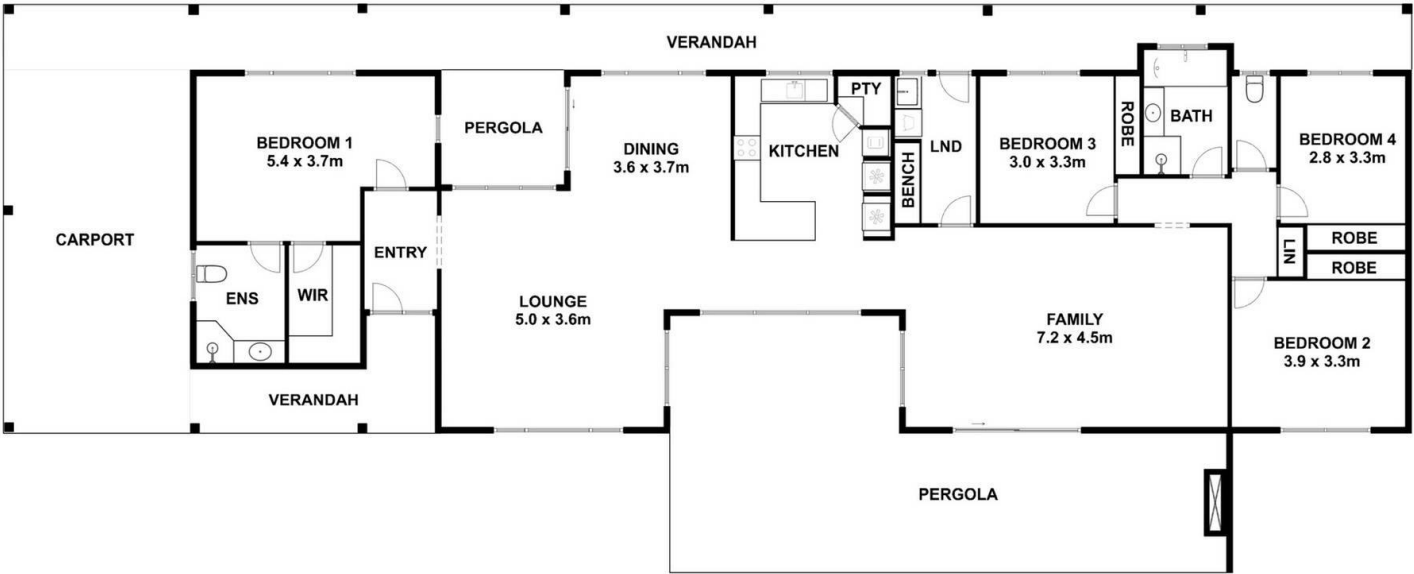 VERANDAH
BEDROOM 1
5.4 x 3.7m
PERGOLA
DINING
3.6 x 3.7m
KITCHEN
PTY
BENCH
LND
BEDROOM 3
3.0 x 3.3m
ROBE
BATH
BEDROOM 4
2.8 x 3.3m
CARPORT
ENTRY
ENS
WIR
LOUNGE
5.0 x 3.6m
FAMILY
7.2 x 4.5m
LIN
ROBE
ROBE
BEDROOM 2
3.9 x 3.3m
VERANDAH
PERGOLA